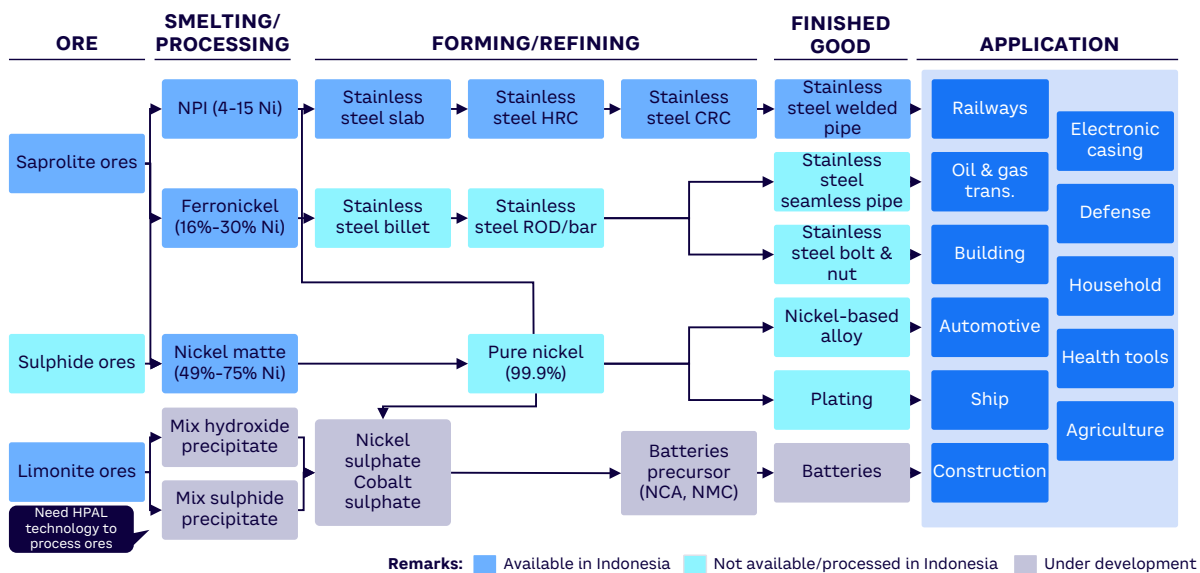 ORE
SMELTING/
PROCESSING
FORMING/REFINING
FINISHED
GOOD
APPLICATION
Saprolite ores
Sulphide ores
Limonite ores
Need HPAL
technology to
process ores
NPI (4-15 Ni)
Ferronickel
(16%-30% Ni)
Nickel matte
(49%-75% Ni)
Mix hydroxide
precipitate
Mix sulphide
precipitate
Stainless
steel slab
Stainless
steel HRC
Stainless
steel CRC
Stainless
steel billet
Stainless
steel ROD/bar
Pure nickel
(99.9%)
Nickel
sulphate
Cobalt
sulphate
Batteries
precursor
(NCA, NMC)
Stainless
steel welded
pipe
Stainless
steel
seamless pipe
Stainless
steel bolt &
nut
Nickel-based
alloy
Plating
Batteries
Railways
Oil & gas
trans.
Building
Automotive
Ship
Construction
Electronic
casing
Defense
Household
Health tools
Agriculture
Remarks:
Available in Indonesia
Not available/processed in Indonesia
Under development